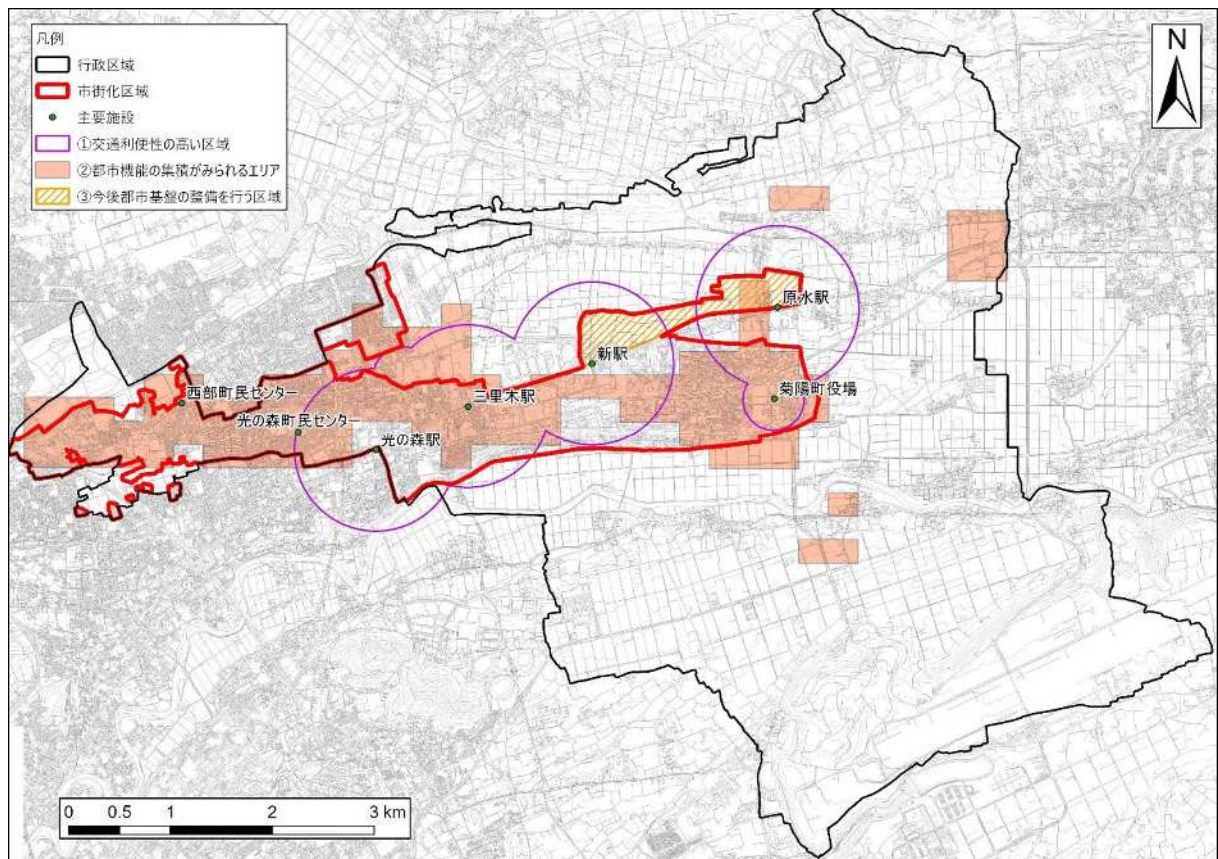 凡例
行政区域
市街化区域
主要施設
①交通利便性の高い区域
②都市機能の集積がみられるエリア
③今後都市基盤の整備を行う区域
N
原水駅
新駅
西部町民センター
三里木駅
菊陽町役場
光の森町民センター
光の森駅
0 0.5 1 2 3 km